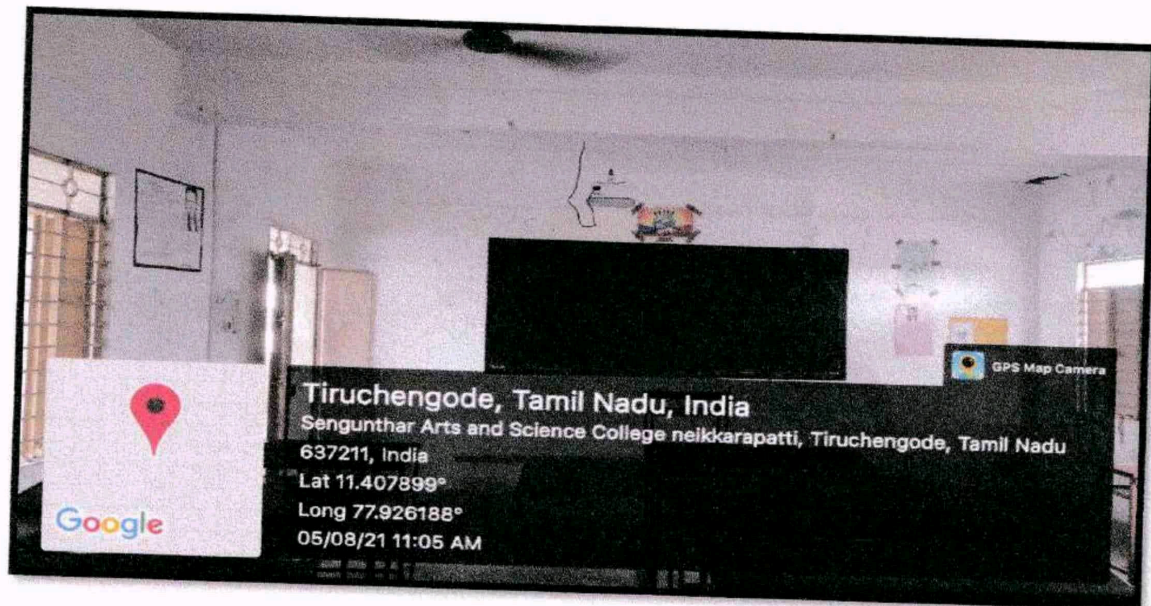 GPS Map Camera
Tiruchengode, Tamil Nadu, India
Sengunthar Arts and Science College neikkarapatti, Tiruchengode, Tamil Nadu
637211, India
Lat 11.407899°
Long 77.926188°
05/08/21 11:05 AM
Google